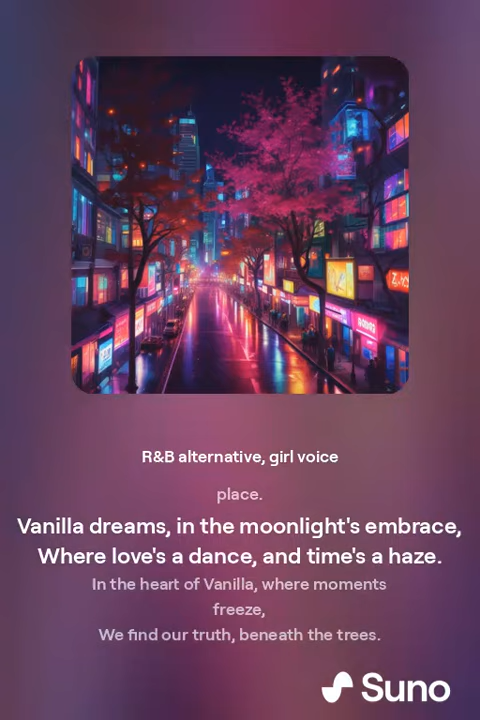 R&B alternative, girl voice
place.
Vanilla dreams, in the moonlight's embrace,
Where love's a dance, and time's a haze.
In the heart of Vanilla, where moments
freeze,
We find our truth, beneath the trees.
Suno